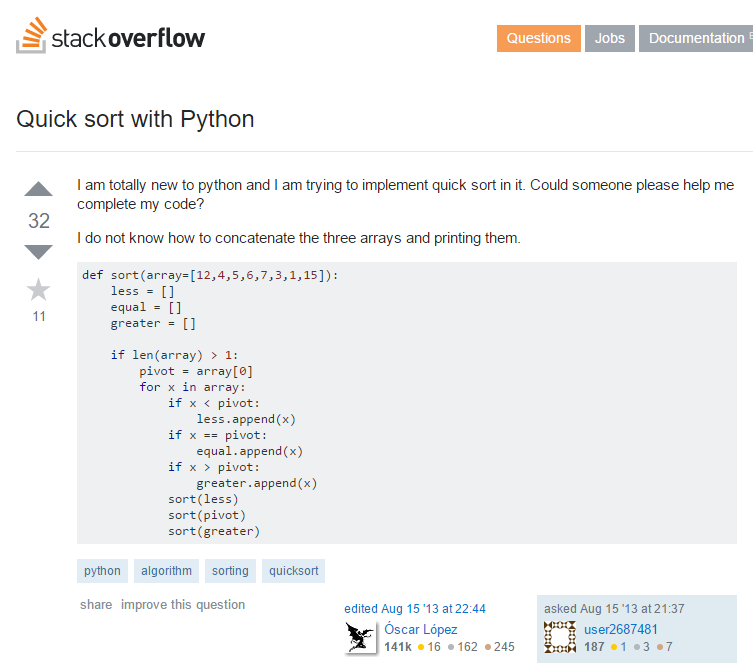 stackoverflow
Questions Jobs Documentation
Quick sort with Python
I am totally new to python and I am trying to implement quick sort in it. Could someone please help me
complete my code?
32
I do not know how to concatenate the three arrays and printing them.
11
def sort(array=[12,4,5,6,7,3,1,15]):
    less = []
    equal = []
    greater = []

    if len(array) > 1:
        pivot = array[0]
        for x in array:
            if x < pivot:
                less.append(x)
            if x == pivot:
                equal.append(x)
            if x > pivot:
                greater.append(x)
            sort(less)
            sort(pivot)
            sort(greater)
python algorithm sorting quicksort
share improve this question
edited Aug 15 '13 at 22:44
Óscar López
141k 16 162 245
asked Aug 15 '13 at 21:37
user2687481
187 1 3 7